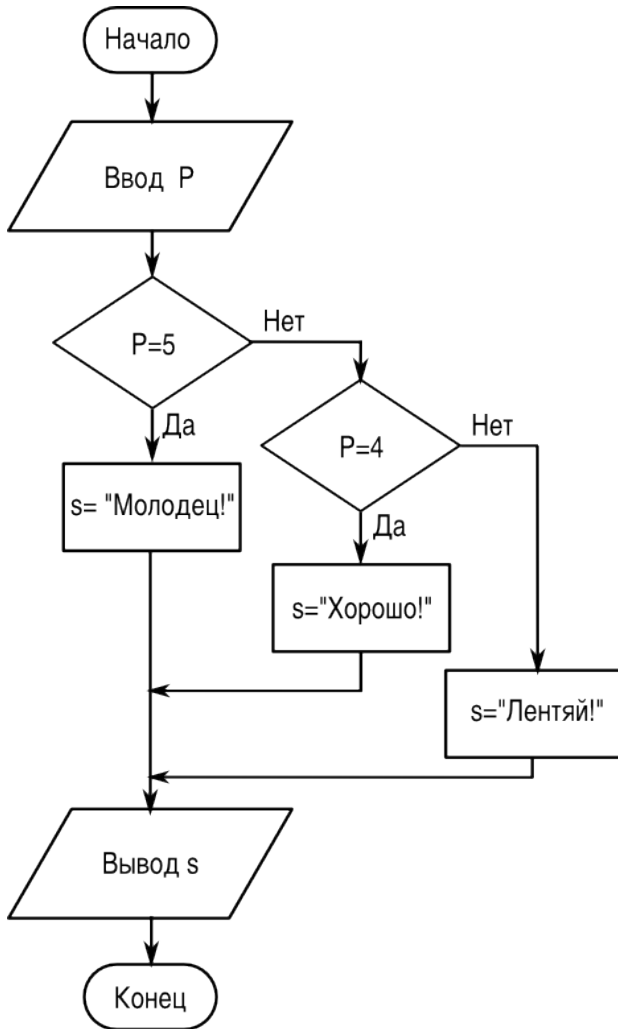 Начало
Ввод P
P=5
Нет
Да
P=4
Нет
s= "Молодец!"
Да
s="Хорошо!"
s="Лентяй!"
Вывод s
Конец